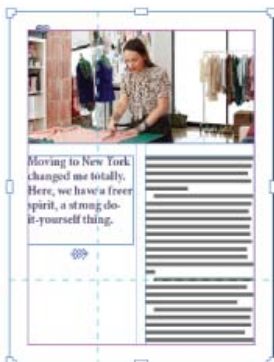 Moving to New York
changed me totally.
Here, we have a freer
spirit, a strong do-
it-yourself thing.